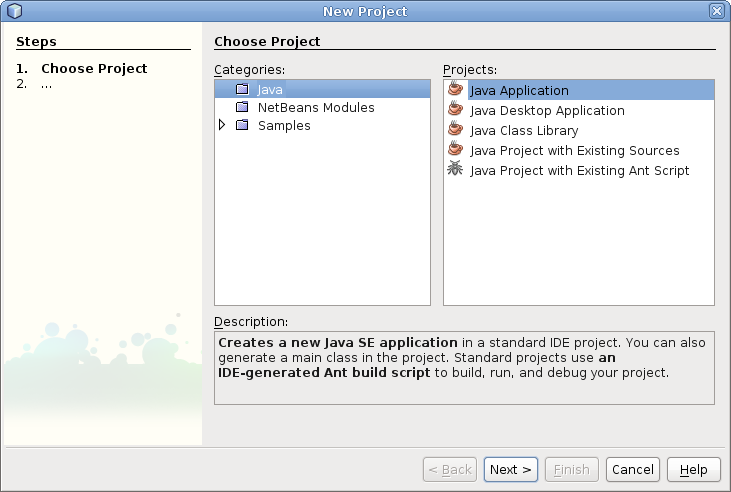 New Project
Steps
1. Choose Project
2. ...
Choose Project
Categories:
Java
NetBeans Modules
Samples
Projects:
Java Application
Java Desktop Application
Java Class Library
Java Project with Existing Sources
Java Project with Existing Ant Script
Description:
Creates a new Java SE application in a standard IDE project. You can also
generate a main class in the project. Standard projects use an
IDE-generated Ant build script to build, run, and debug your project.
< Back
Next >
Finish
Cancel
Help